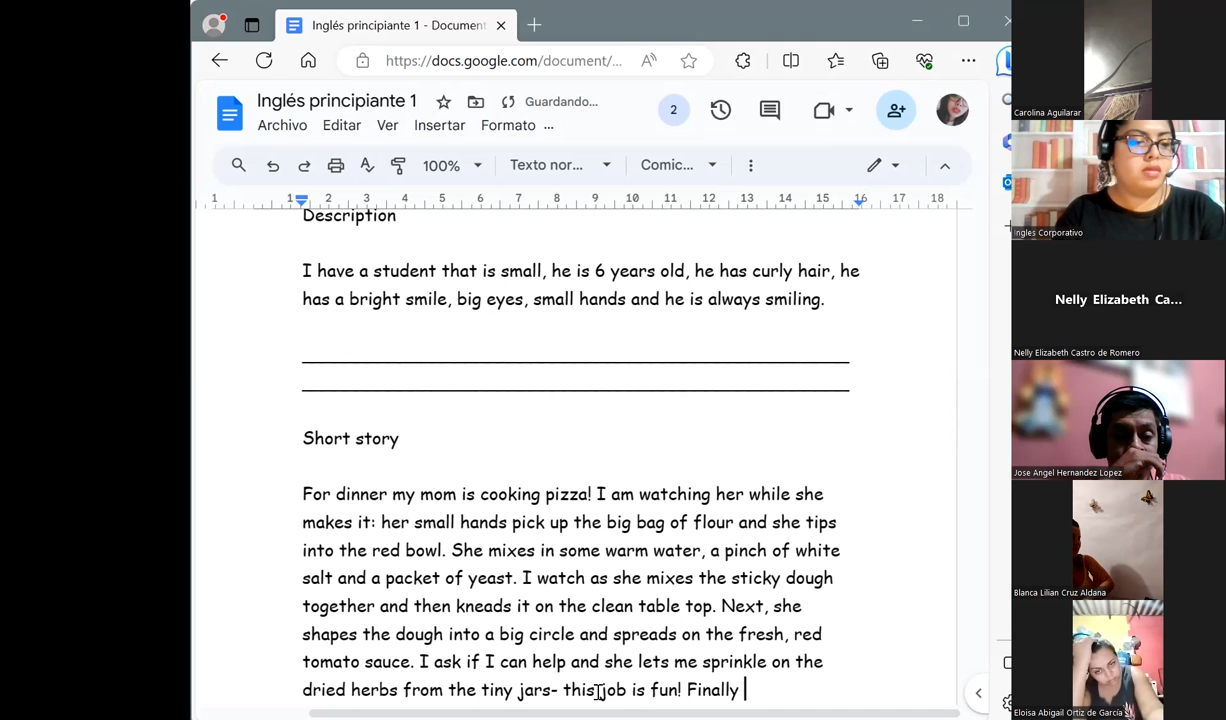 Inglés principiante 1 - Document
https://docs.google.com/document/...
Inglés principiante 1
Guardando...
2
Archivo Editar Ver Insertar Formato ...
100% Texto nor... Comic...
1 1 2 3 4 5 6 7 8 9 10 11 12 13 14 15 16 17 18
Description
I have a student that is small, he is 6 years old, he has curly hair, he
has a bright smile, big eyes, small hands and he is always smiling.
Short story
For dinner my mom is cooking pizza! I am watching her while she
makes it: her small hands pick up the big bag of flour and she tips
into the red bowl. She mixes in some warm water, a pinch of white
salt and a packet of yeast. I watch as she mixes the sticky dough
together and then kneads it on the clean table top. Next, she
shapes the dough into a big circle and spreads on the fresh, red
tomato sauce. I ask if I can help and she lets me sprinkle on the
dried herbs from the tiny jars- this job is fun! Finally
Carolina Aguilarar
Ingles Corporativo
Nelly Elizabeth Ca...
Nelly Elizabeth Castro de Romero
Jose Angel Hernandez Lopez
Blanca Lilian Cruz Aldana
Eloisa Abigail Ortiz de García